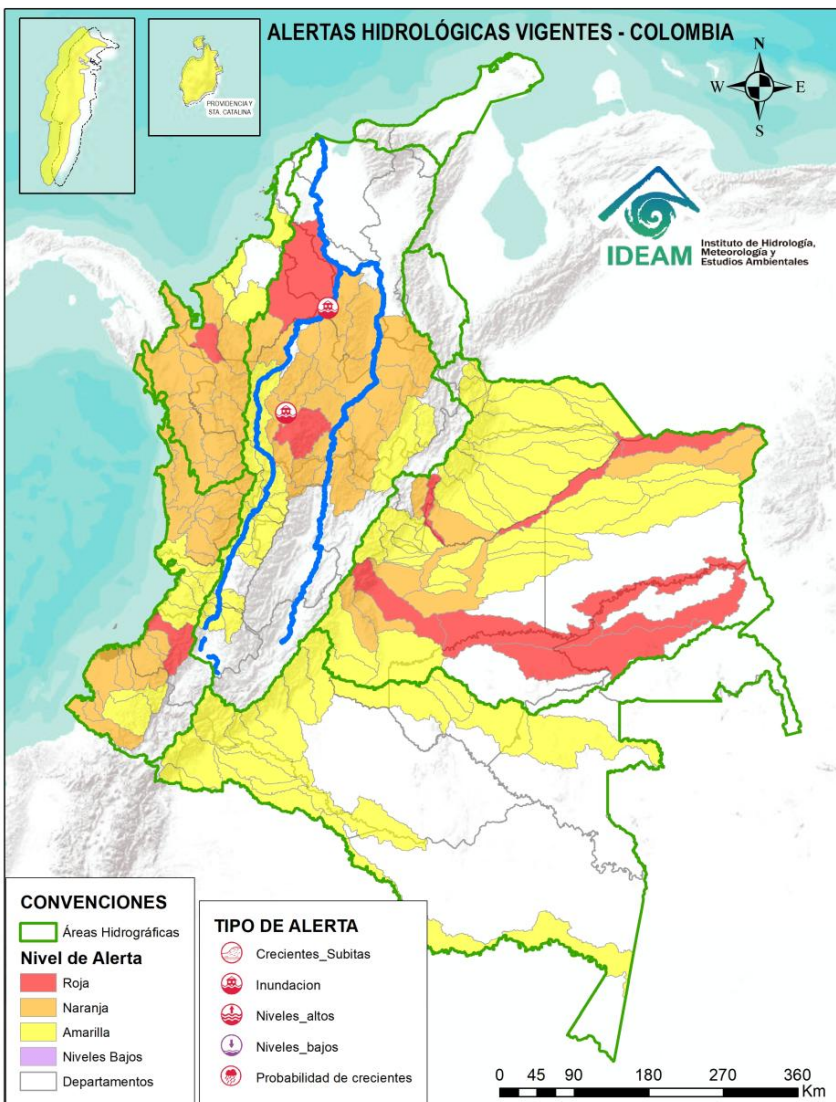 ALERTAS HIDROLÓGICAS VIGENTES - COLOMBIA
PROVIDENCIA Y
STA. CATALINA
N
W
E
S
IDEAM
Instituto de Hidrología,
Meteorología y
Estudios Ambientales
CONVENCIONES
Áreas Hidrográficas
Nivel de Alerta
Roja
Naranja
Amarilla
Niveles Bajos
Departamentos
TIPO DE ALERTA
Crecientes_Subitas
Inundacion
Niveles_altos
Niveles_bajos
Probabilidad de crecientes
0 45 90 180 270 360
Km